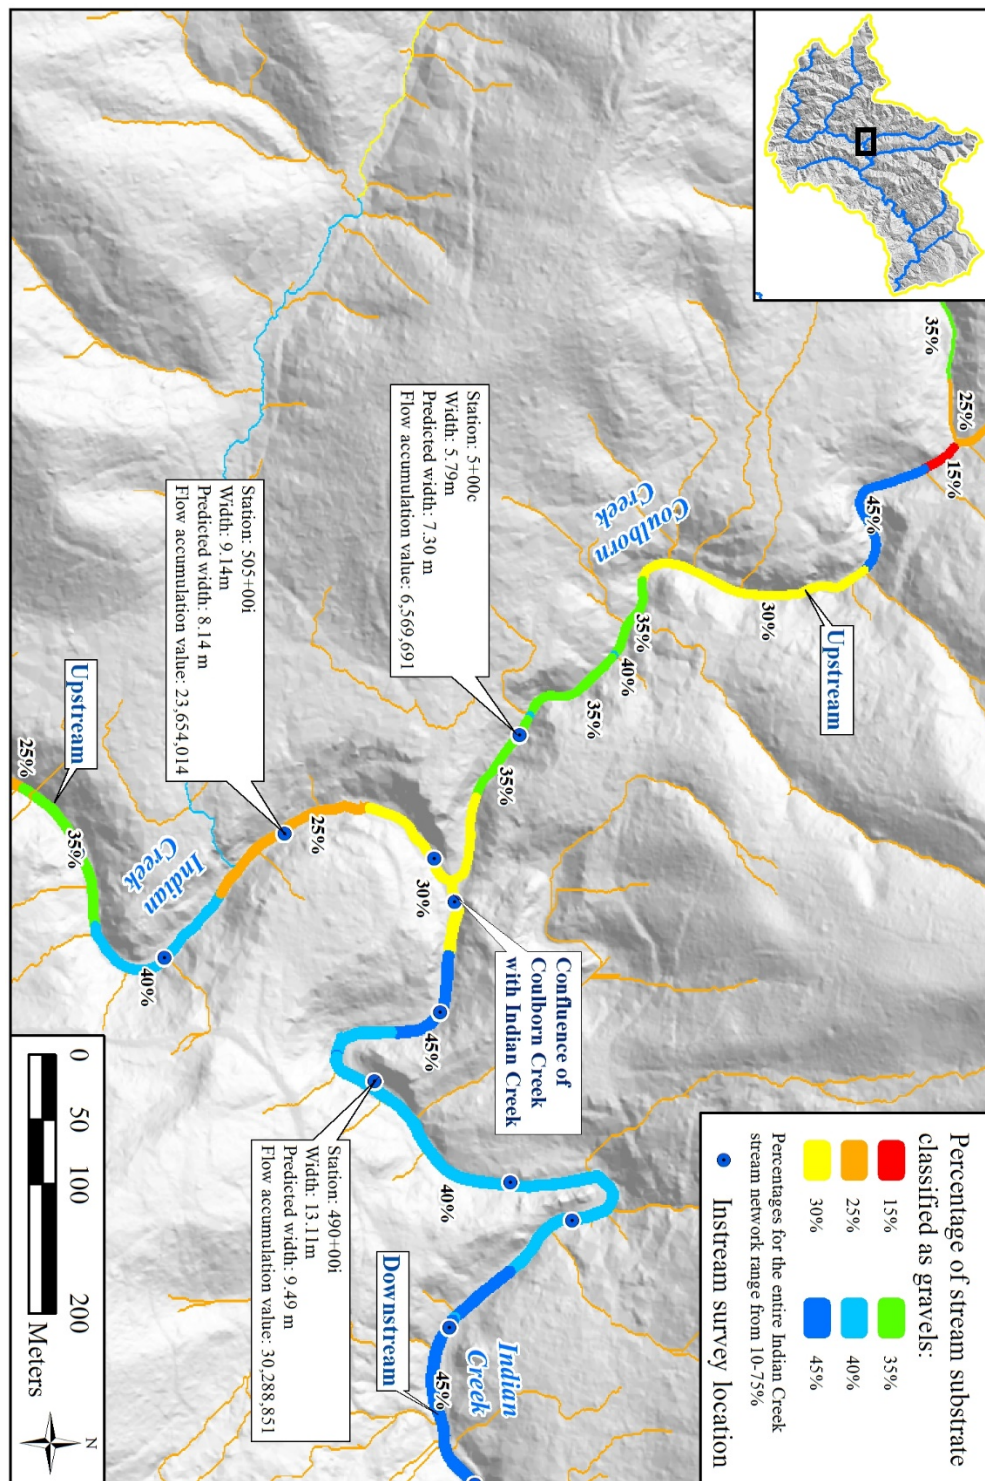 Percentage of stream substrate
classified as gravels:
15%
25%
30%
35%
40%
45%
Percentages for the entire Indian Creek
stream network range from 10-75%
Instream survey location
35%
25%
15%
45%
30%
Upstream
Coulborn
Creek
35%
40%
35%
35%
Station: 5+00c
Width: 5.79m
Predicted width: 7.30 m
Flow accumulation value: 6,569,691
Confluence of
Coulborn Creek
with Indian Creek
30%
45%
40%
Indian
Creek
45%
Downstream
Station: 505+00i
Width: 9.14m
Predicted width: 8.14 m
Flow accumulation value: 23,654,014
25%
Station: 490+00i
Width: 13.11m
Predicted width: 9.49 m
Flow accumulation value: 30,288,851
Upstream
Indian
Creek
25%
35%
40%
0 50 100 200
Meters
N